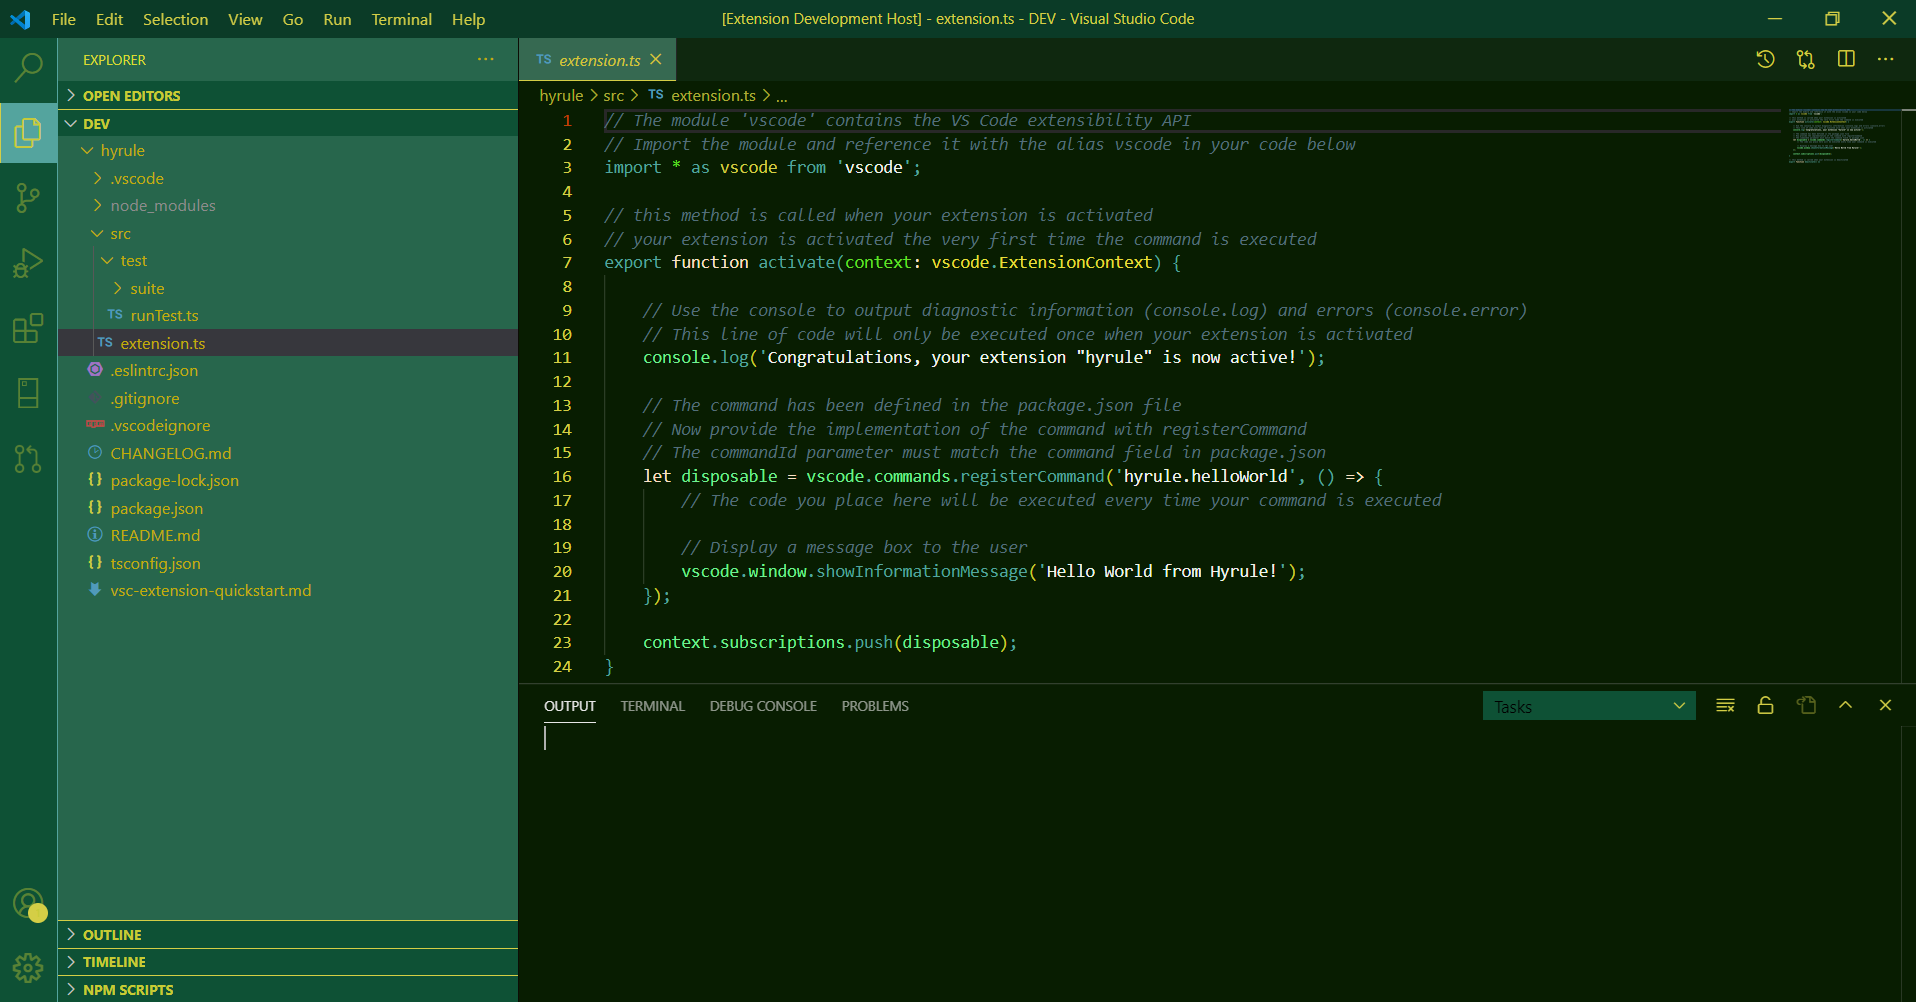 File Edit Selection View Go Run Terminal Help
[Extension Development Host] - extension.ts - DEV - Visual Studio Code
EXPLORER
OPEN EDITORS
DEV
hyrule
.vscode
node_modules
src
test
suite
TS runTest.ts
TS extension.ts
.eslintrc.json
.gitignore
npm .vscodeignore
CHANGELOG.md
{} package-lock.json
{} package.json
README.md
{} tsconfig.json
vsc-extension-quickstart.md
OUTLINE
TIMELINE
NPM SCRIPTS
TS extension.ts
hyrule > src > TS extension.ts > ...
1 // The module 'vscode' contains the VS Code extensibility API
2 // Import the module and reference it with the alias vscode in your code below
3 import * as vscode from 'vscode';
4
5 // this method is called when your extension is activated
6 // your extension is activated the very first time the command is executed
7 export function activate(context: vscode.ExtensionContext) {
8
9 // Use the console to output diagnostic information (console.log) and errors (console.error)
10 // This line of code will only be executed once when your extension is activated
11 console.log('Congratulations, your extension "hyrule" is now active!');
12
13 // The command has been defined in the package.json file
14 // Now provide the implementation of the command with registerCommand
15 // The commandId parameter must match the command field in package.json
16 let disposable = vscode.commands.registerCommand('hyrule.helloWorld', () => {
17 // The code you place here will be executed every time your command is executed
18
19 // Display a message box to the user
20 vscode.window.showInformationMessage('Hello World from Hyrule!');
21 });
22
23 context.subscriptions.push(disposable);
24 }
OUTPUT TERMINAL DEBUG CONSOLE PROBLEMS
Tasks